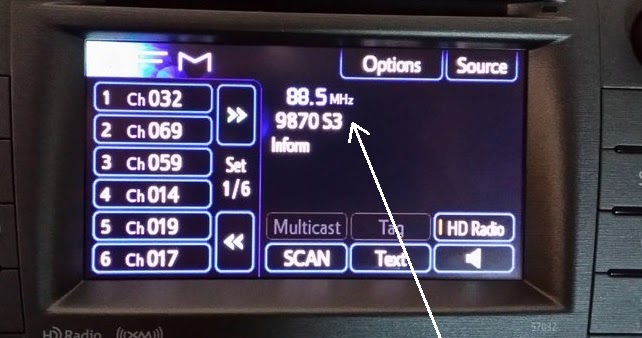 FM
Options
Source
1 Ch 032
2 Ch 069
3 Ch 059
4 Ch 014
5 Ch 019
6 Ch 017
Set
1/6
88.5 MHz
9870 S3
Inform
Multicast
Tag
HD Radio
SCAN
Text
HD Radio
((XM))
57032